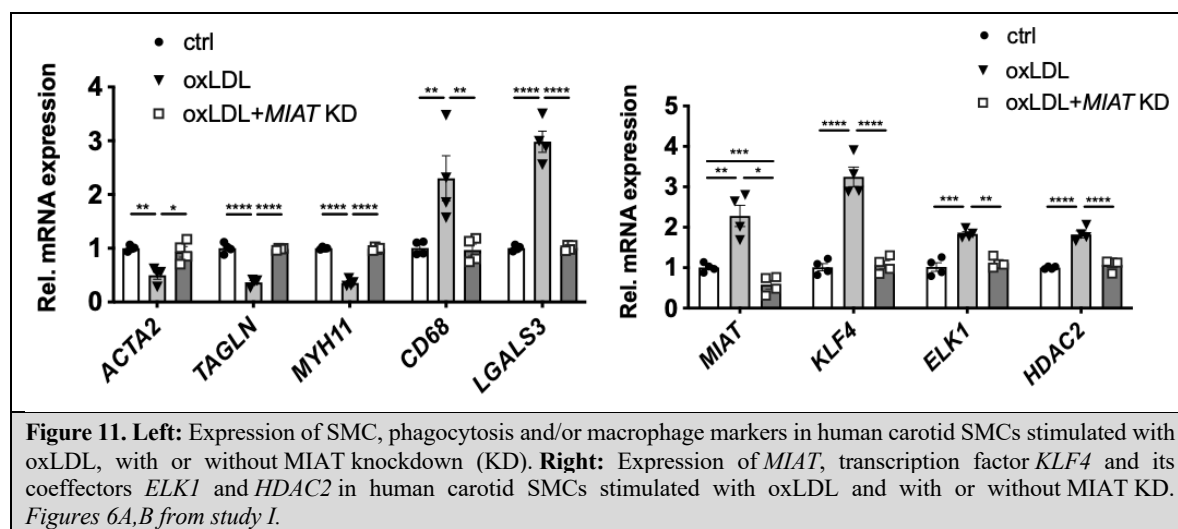 ctrl
oxLDL
oxLDL+MIAT KD
Rel. mRNA expression
4
3
2
1
0
** *
**** ****
**** ****
** **
**** ****
ACTA2
TAGLN
MYH11
CD68
LGALS3
ctrl
oxLDL
oxLDL+MIAT KD
Rel. mRNA expression
5
4
3
2
1
0
***
** *
**** ****
*** **
**** ****
MIAT
KLF4
ELK1
HDAC2
Figure 11. Left: Expression of SMC, phagocytosis and/or macrophage markers in human carotid SMCs stimulated with
oxLDL, with or without MIAT knockdown (KD). Right: Expression of MIAT, transcription factor KLF4 and its
coeffectors ELK1 and HDAC2 in human carotid SMCs stimulated with oxLDL and with or without MIAT KD.
Figures 6A,B from study I.